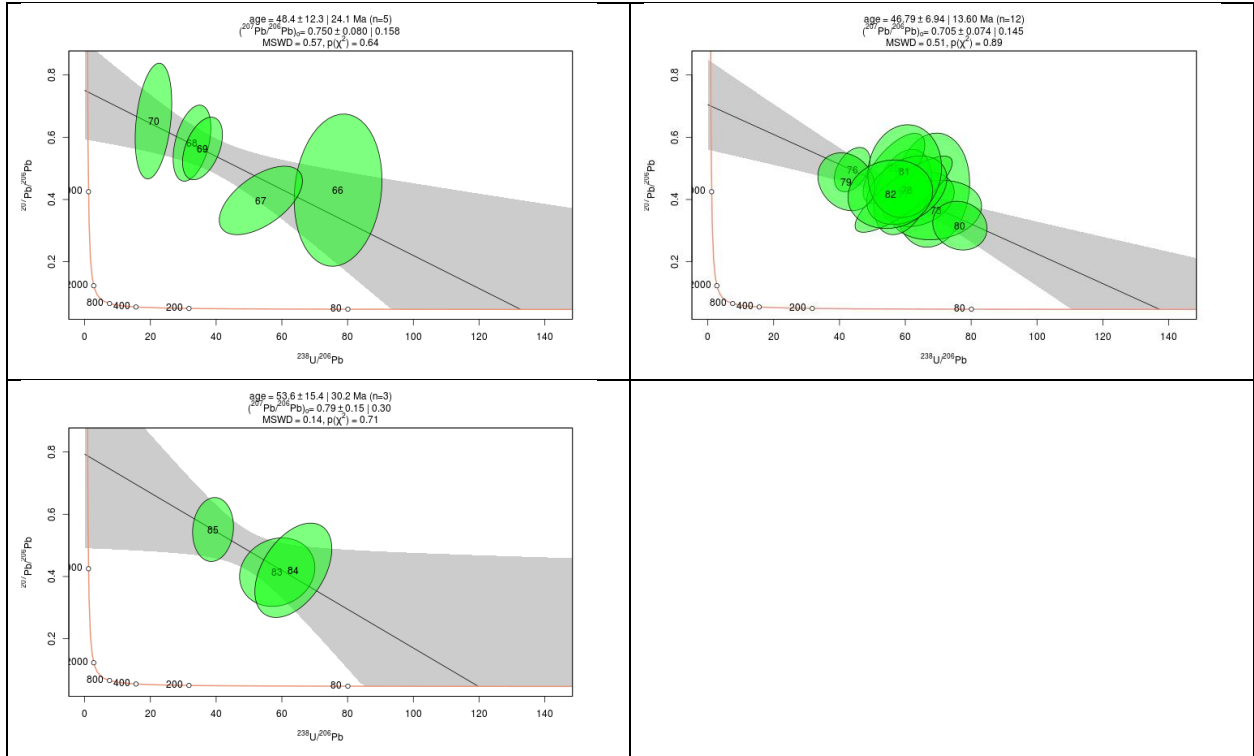 age = 48.4 ± 12.3 | 24.1 Ma (n=5)
(²⁰⁷Pb/²⁰⁶Pb)₀= 0.750 ± 0.080 | 0.158
MSWD = 0.57, p(χ²) = 0.64
0.8
0.6
0.4
0.2
²⁰⁷Pb/²⁰⁶Pb
70
68
69
67
66
000
2000
800
400
200
80
0 20 40 60 80 100 120 140
²³⁸U/²⁰⁶Pb
age = 46.79 ± 6.94 | 13.60 Ma (n=12)
(²⁰⁷Pb/²⁰⁶Pb)₀= 0.705 ± 0.074 | 0.145
MSWD = 0.51, p(χ²) = 0.89
0.8
0.6
0.4
0.2
²⁰⁷Pb/²⁰⁶Pb
76
79
81
82
80
000
2000
800
400
200
80
0 20 40 60 80 100 120 140
²³⁸U/²⁰⁶Pb
age = 53.6 ± 15.4 | 30.2 Ma (n=3)
(²⁰⁷Pb/²⁰⁶Pb)₀= 0.79 ± 0.15 | 0.30
MSWD = 0.14, p(χ²) = 0.71
0.8
0.6
0.4
0.2
²⁰⁷Pb/²⁰⁶Pb
85
83
84
000
2000
800
400
200
80
0 20 40 60 80 100 120 140
²³⁸U/²⁰⁶Pb